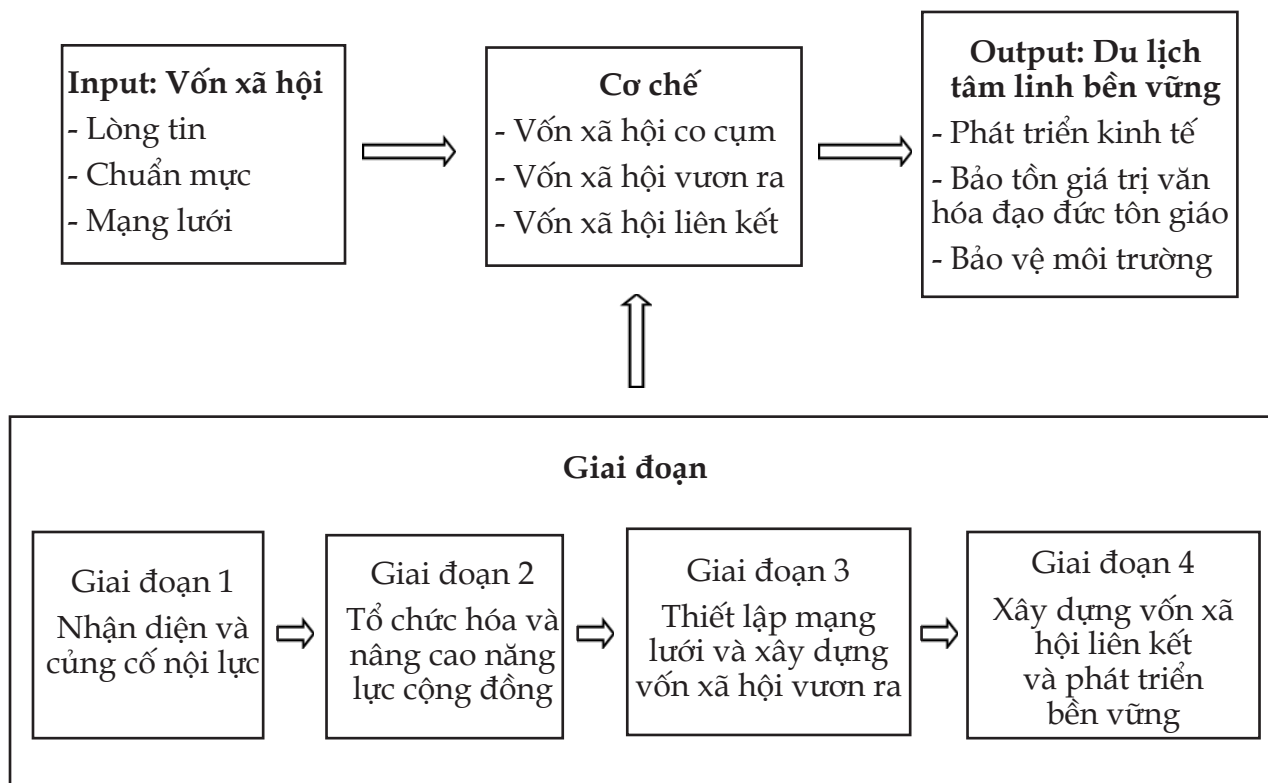 Input: Vốn xã hội
- Lòng tin
- Chuẩn mực
- Mạng lưới
Cơ chế
- Vốn xã hội co cụm
- Vốn xã hội vươn ra
- Vốn xã hội liên kết
Output: Du lịch
tâm linh bền vững
- Phát triển kinh tế
- Bảo tồn giá trị văn
hóa đạo đức tôn giáo
- Bảo vệ môi trường
Giai đoạn
Giai đoạn 1
Nhận diện và
củng cố nội lực
Giai đoạn 2
Tổ chức hóa và
nâng cao năng
lực cộng đồng
Giai đoạn 3
Thiết lập mạng
lưới và xây dựng
vốn xã hội vươn ra
Giai đoạn 4
Xây dựng vốn xã
hội liên kết
và phát triển
bền vững